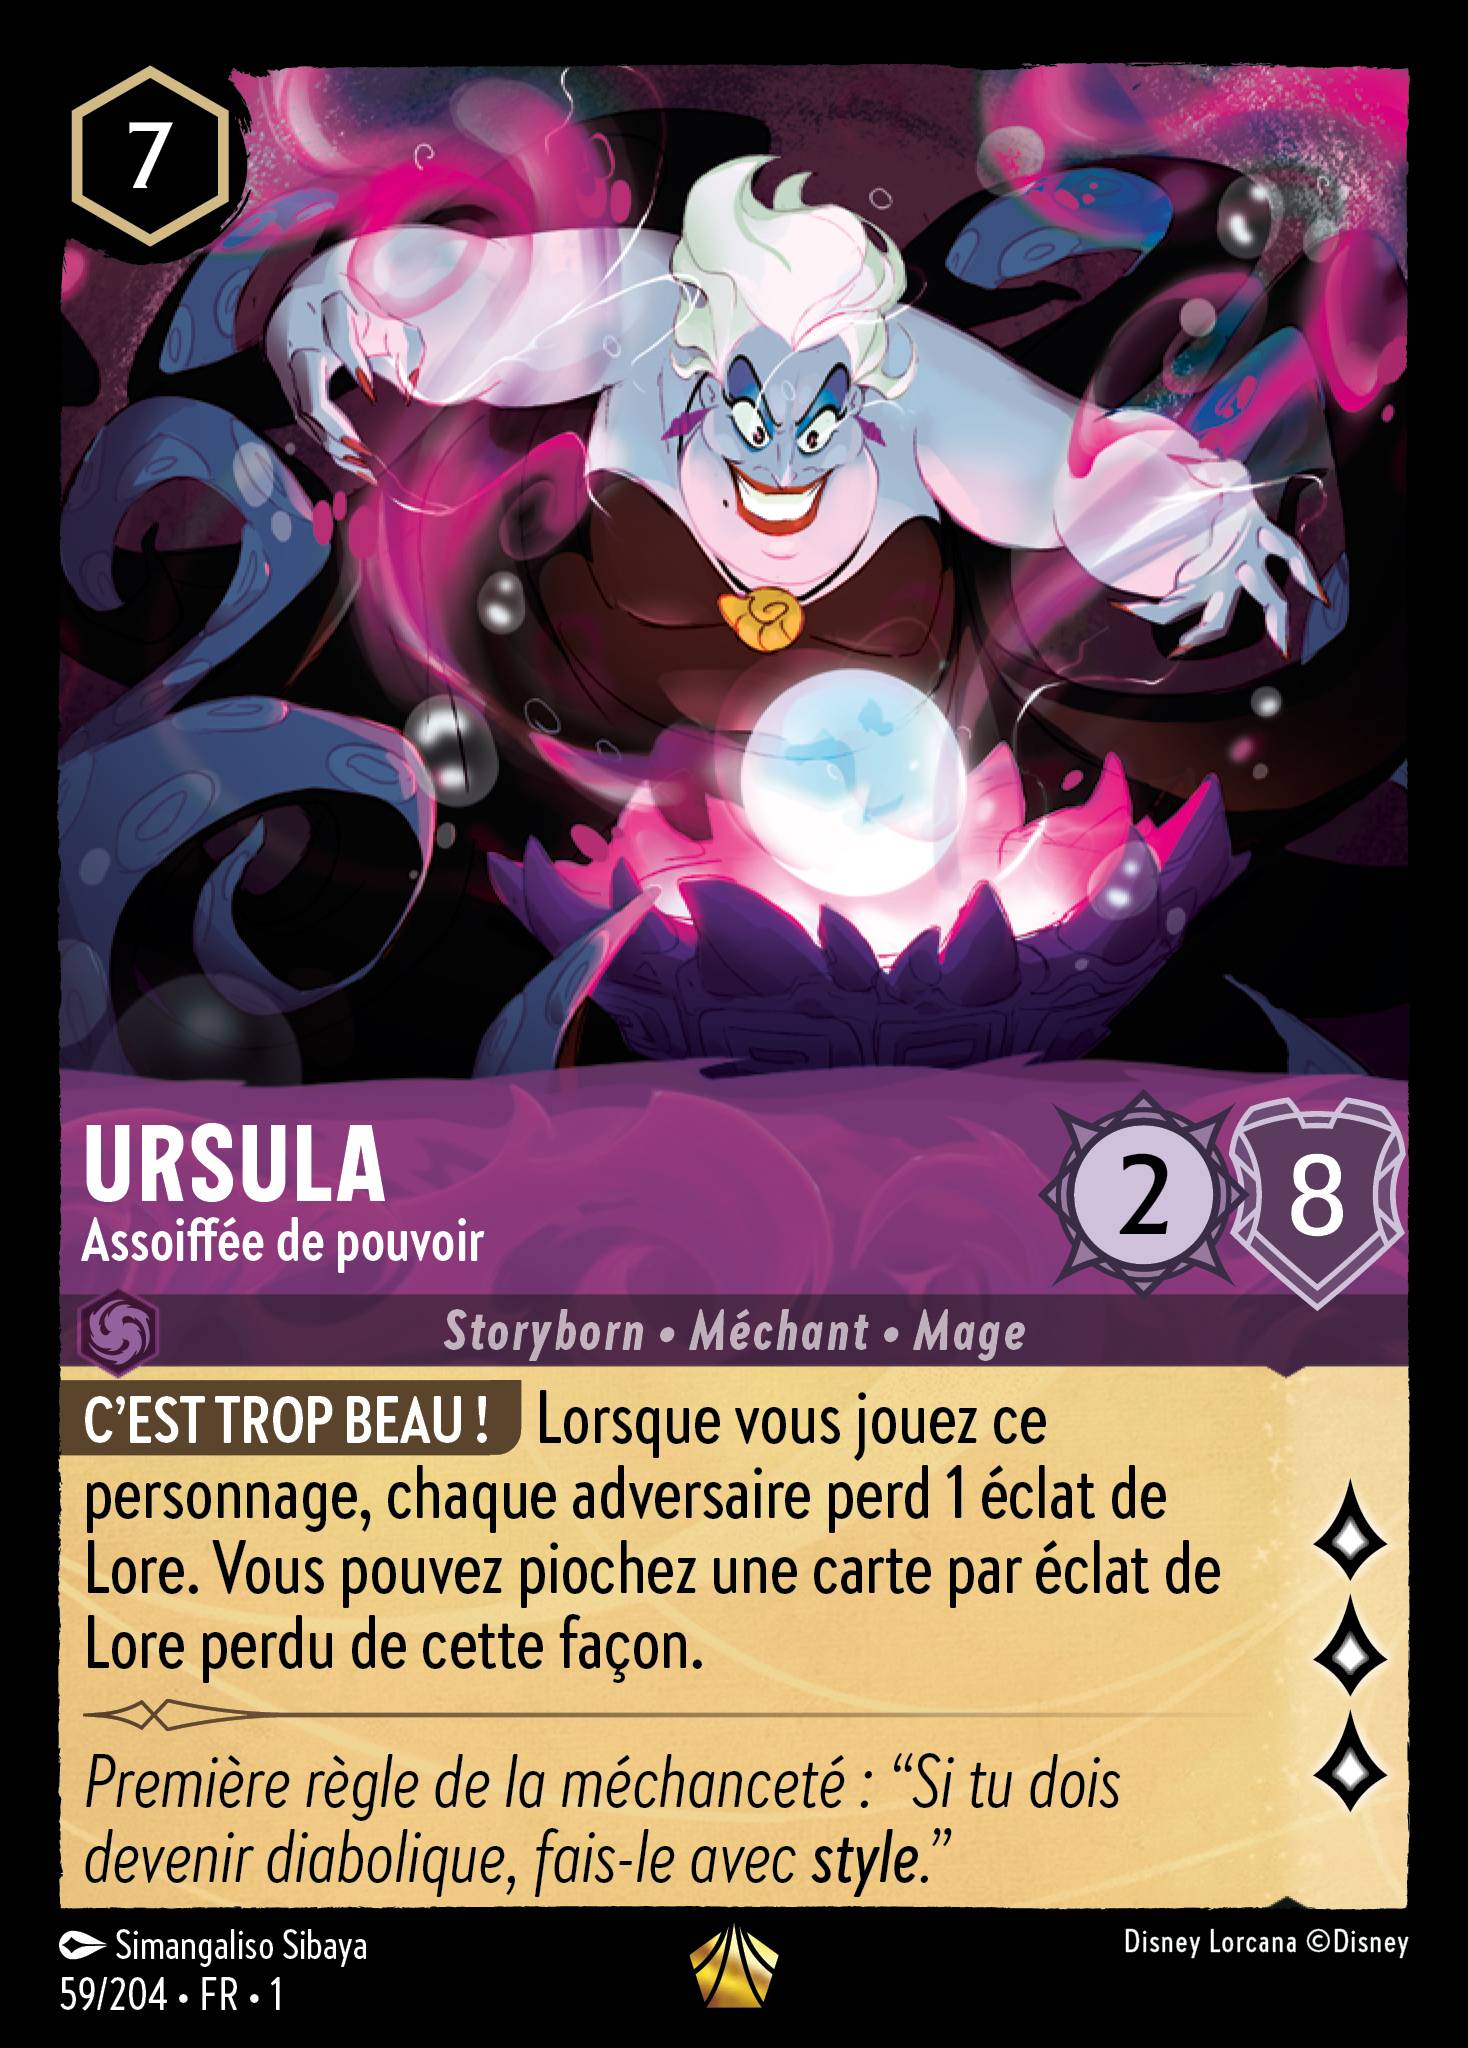 7
URSULA
Assoiffée de pouvoir
2
8
Storyborn • Méchant • Mage
C’EST TROP BEAU ! Lorsque vous jouez ce
personnage, chaque adversaire perd 1 éclat de
Lore. Vous pouvez piochez une carte par éclat de
Lore perdu de cette façon.
Première règle de la méchanceté : “Si tu dois
devenir diabolique, fais-le avec style.”
Simangaliso Sibaya
Disney Lorcana ©Disney
59/204 • FR • 1